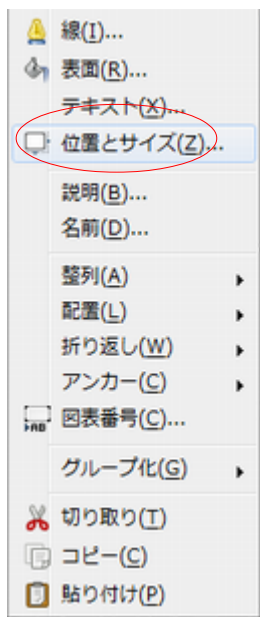 線(I)...
表面(R)...
テキスト(X)...
位置とサイズ(Z)...
説明(B)...
名前(D)...
整列(A)
配置(L)
折り返し(W)
アンカー(C)
図表番号(C)...
グループ化(G)
切り取り(T)
コピー(C)
貼り付け(P)